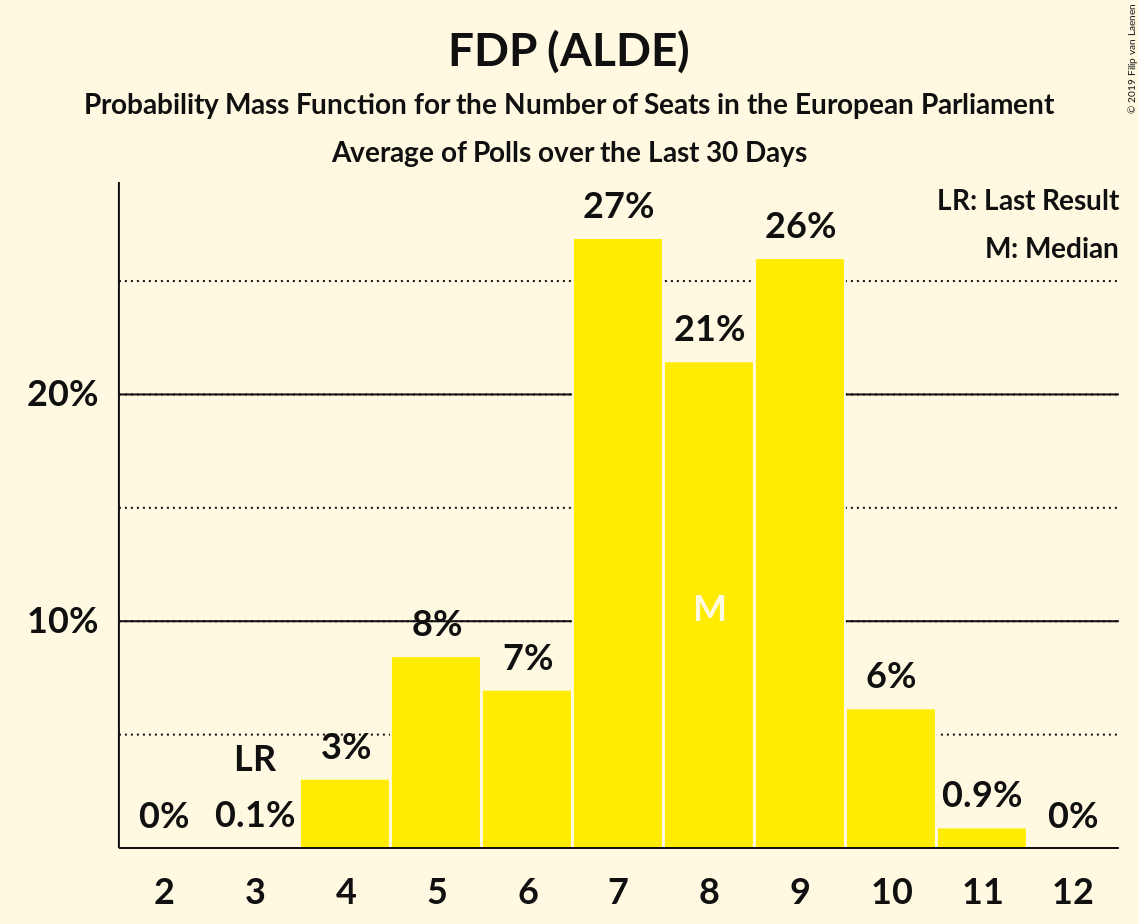 FDP (ALDE)
Probability Mass Function for the Number of Seats in the European Parliament
Average of Polls over the Last 30 Days
© 2019 Filip van Laenen
LR: Last Result
M: Median
27%
26%
21%
20%
10%
8%
7%
6%
3%
LR
0%
0.1%
0.9%
0%
M
2 3 4 5 6 7 8 9 10 11 12